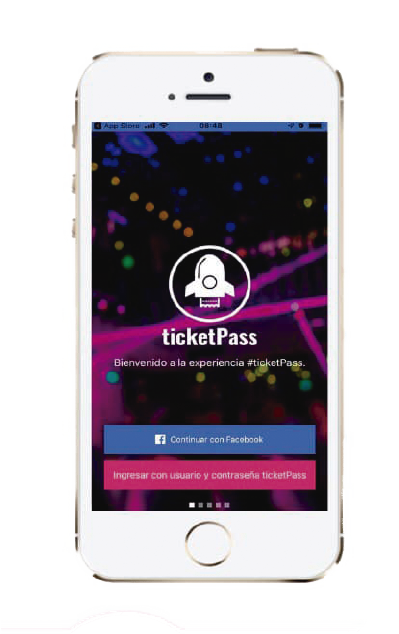 App Store
08:48
ticketPass
Bienvenido a la experiencia #ticketPass.
Continuar con Facebook
Ingresar con usuario y contraseña ticketPass